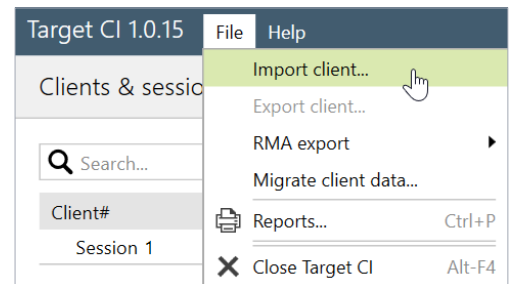 Target CI 1.0.15 File Help
Import client...
Clients & sessio
Export client...
RMA export
Search...
Migrate client data...
Client#
Reports... Ctrl+P
Session 1
Close Target CI Alt-F4